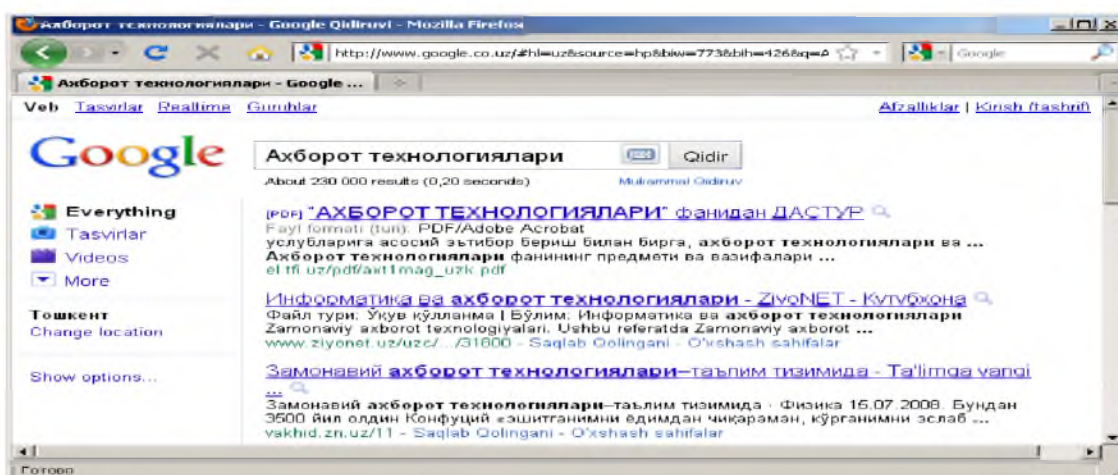 Ахборот технологиялари - Google Qidiruvi - Mozilla Firefox
http://www.google.co.uz/#hl=uz&source=hp&biw=773&bih=426&q=A
Google
Ахборот технологиялари - Google ...
Veb Tasvirlar Realtime Guruhlar
Afzalliklar | Kirish (tashrif)
Google
Ахборот технологиялари
Qidir
About 230 000 results (0,20 seconds)
Mukammal Qidiruv
Everything
Tasvirlar
Videos
More
Тошкент
Change location
Show options...
[PDF] "АХБОРОТ ТЕХНОЛОГИЯЛАРИ" фанидан ДАСТУР
Fayl formati (turi): PDF/Adobe Acrobat
услубларига асосий эътибор бериш билан бирга, ахборот технологиялари ва ...
Ахборот технологиялари фанининг предмети ва вазифалари ...
el.tfi.uz/pdf/axt1mag_uzk.pdf
Информатика ва ахборот технологиялари - ZiyoNET - Кутубхона
Файл тури: Ўқув қўлланма | Бўлим: Информатика ва ахборот технологиялари
Zamonaviy axborot texnologiyalari. Ushbu referatda Zamonaviy axborot ...
www.ziyonet.uz/uzc/.../31800 - Saqlab Qolingani - O'xshash sahifalar
Замонавий ахборот технологиялари–таълим тизимида - Ta'limga yangi
...
Замонавий ахборот технологиялари–таълим тизимида · Физика 15.07.2008. Бундан
3500 йил олдин Конфуций «эшитганимни ёдимдан чиқараман, кўрганимни эслаб ...
vakhid.zn.uz/11 - Saqlab Qolingani - O'xshash sahifalar
Готово